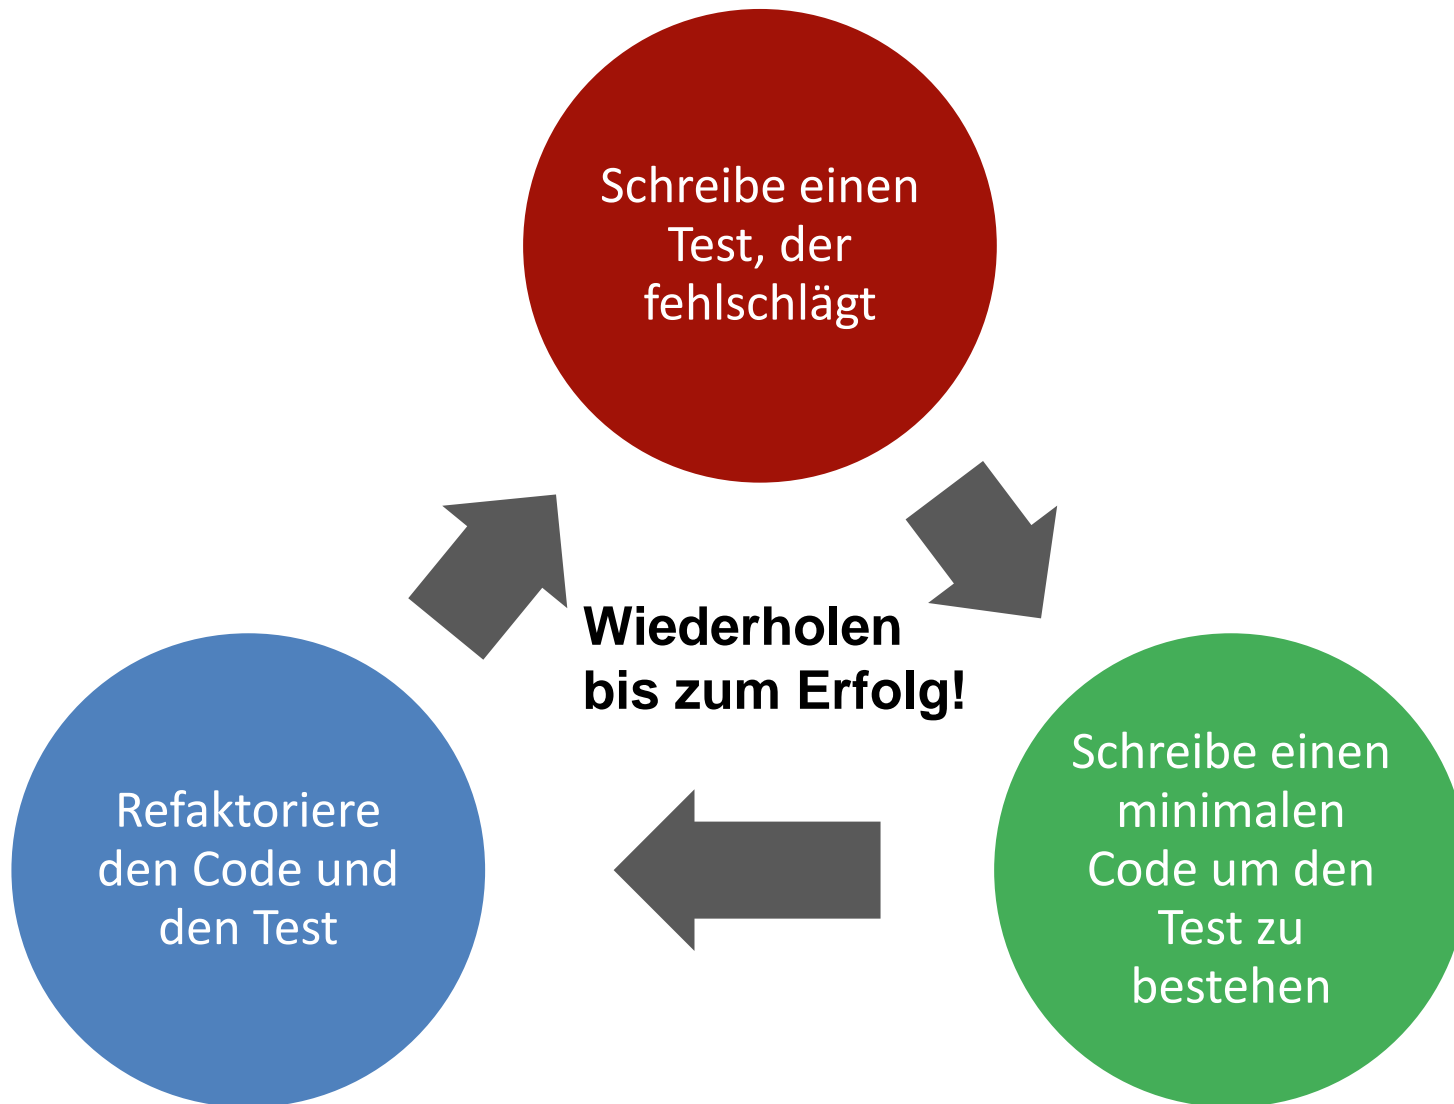 Schreibe einen
Test, der
fehlschlägt
Wiederholen
bis zum Erfolg!
Schreibe einen
minimalen
Code um den
Test zu
bestehen
Refaktoriere
den Code und
den Test